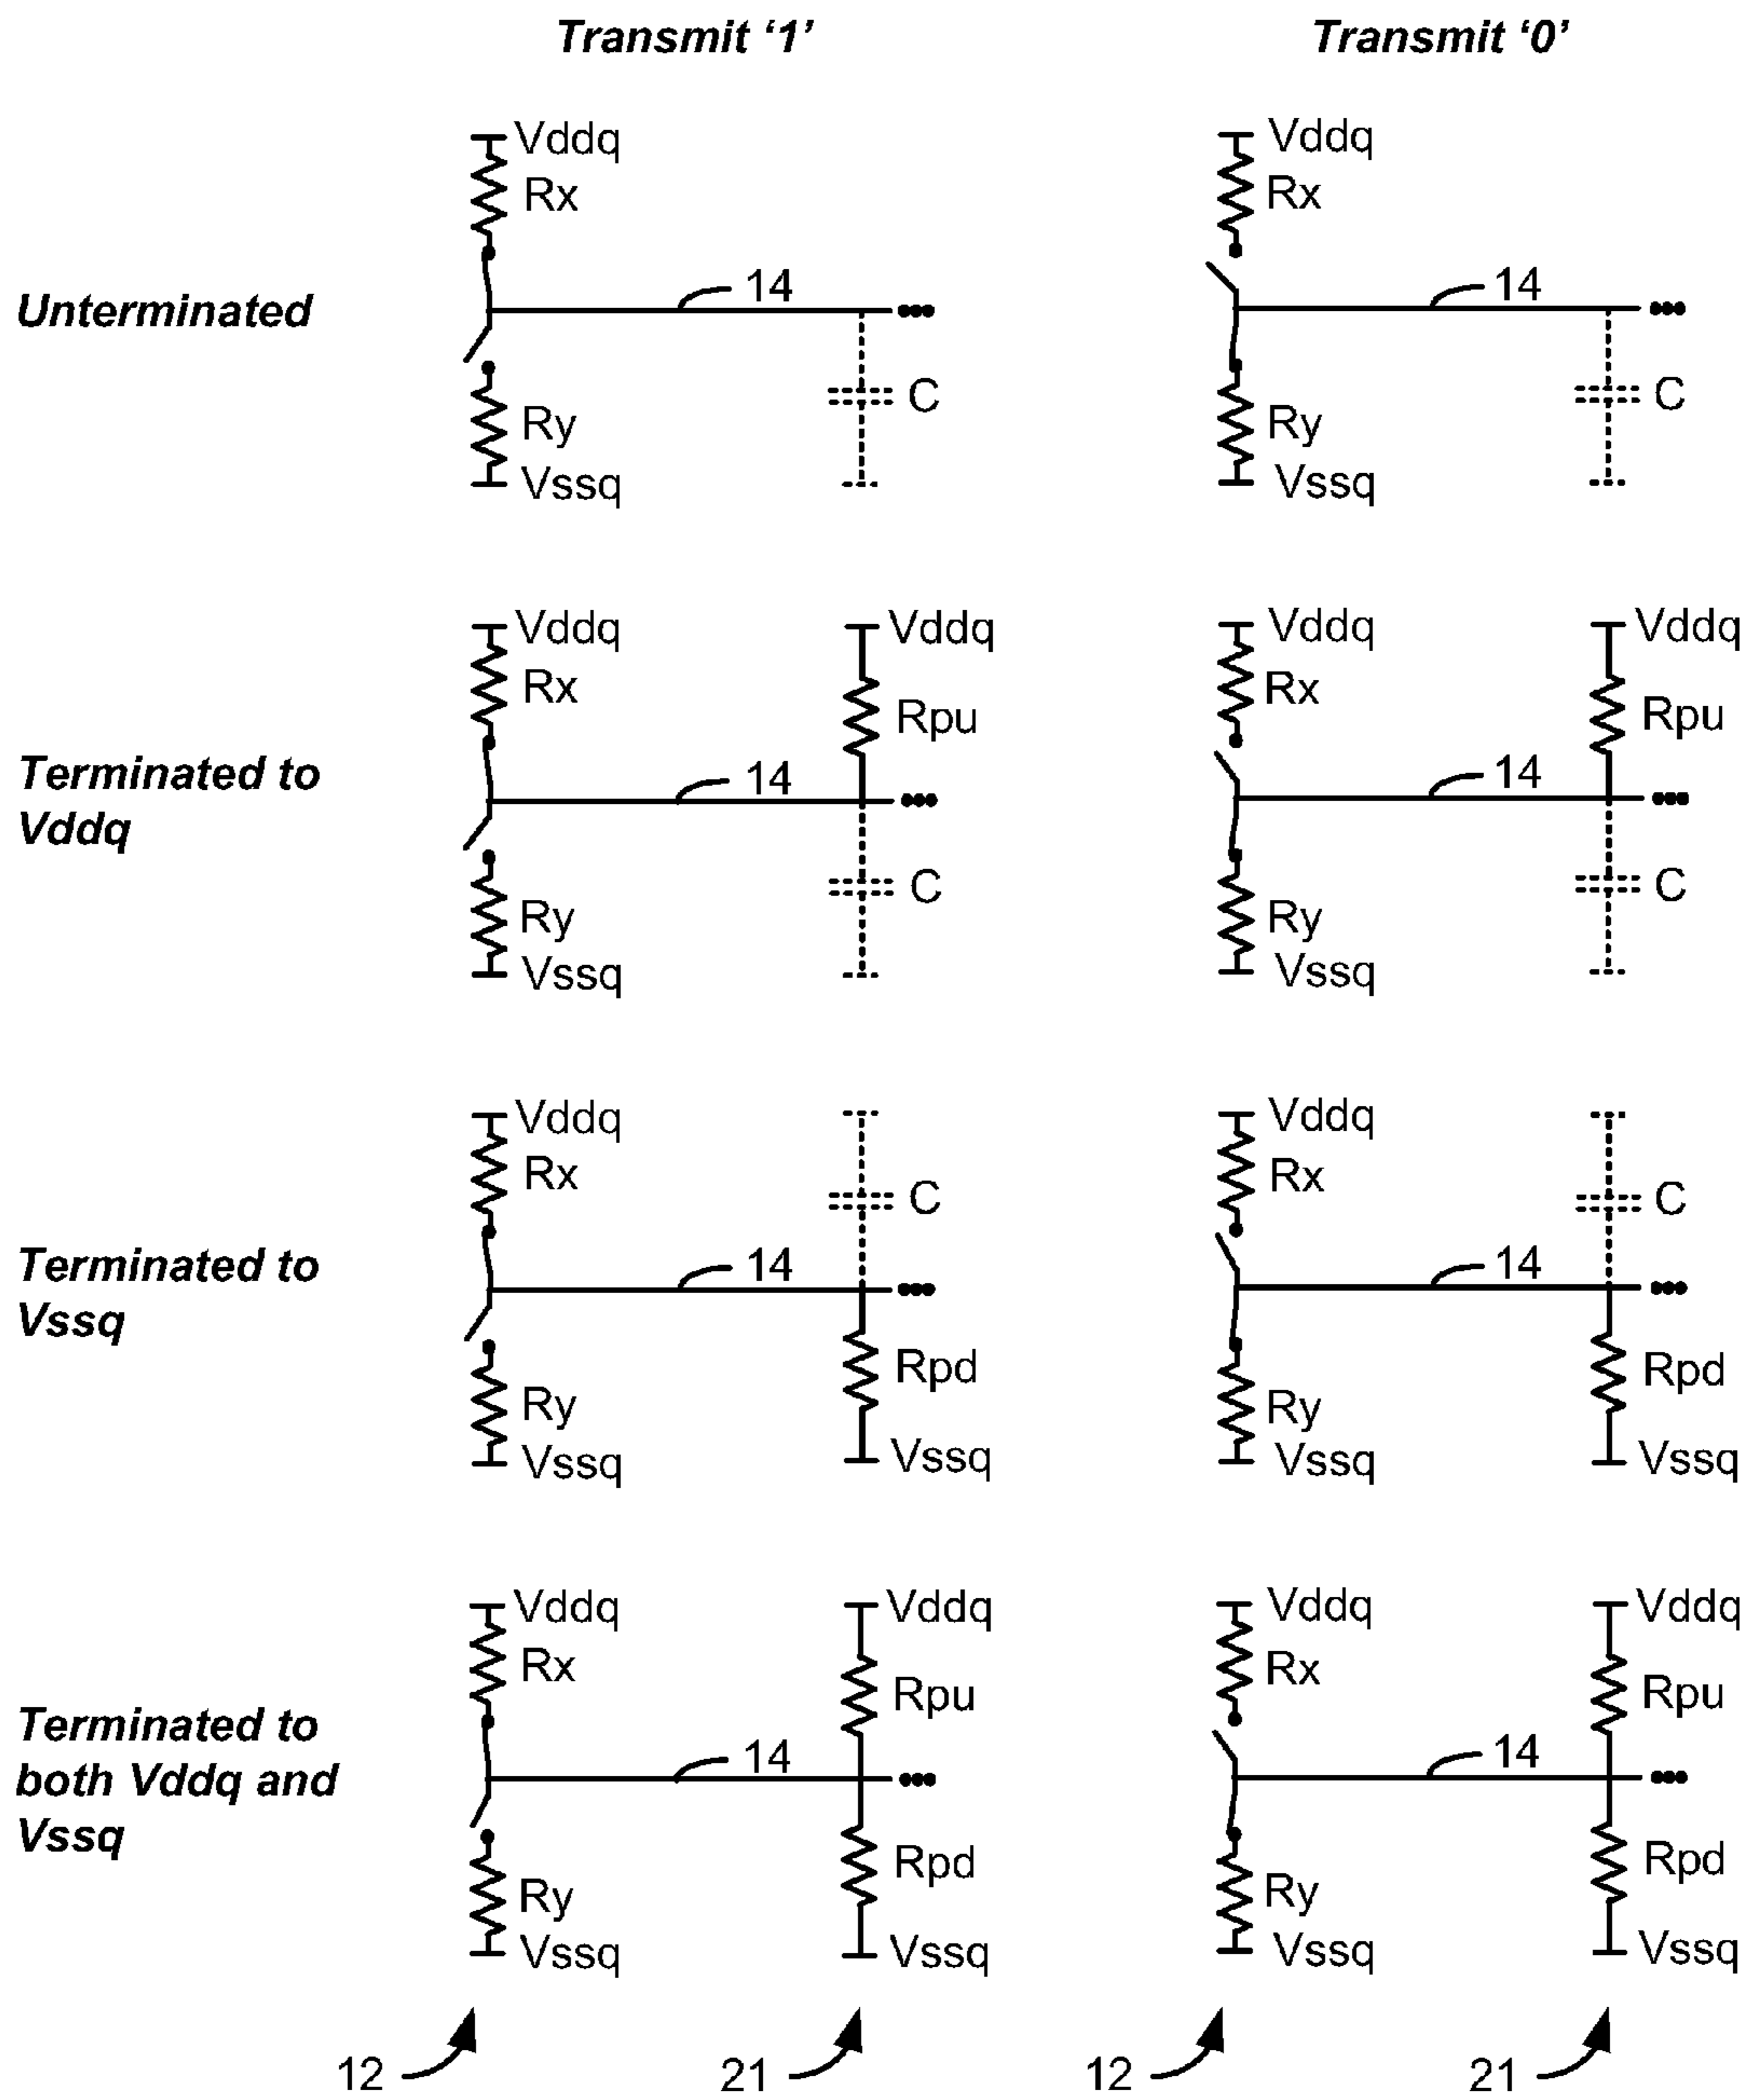 Transmit ‘1’
Transmit ‘0’
Unterminated
Vddq
Rx
14
C
Ry
Vssq
Vddq
Rx
14
C
Ry
Vssq
Terminated to
Vddq
Vddq
Rx
Vddq
Rpu
14
C
Ry
Vssq
Vddq
Rx
Vddq
Rpu
14
C
Ry
Vssq
Terminated to
Vssq
Vddq
Rx
C
14
Ry
Vssq
Rpd
Vssq
Vddq
Rx
C
14
Ry
Vssq
Rpd
Vssq
Terminated to
both Vddq and
Vssq
Vddq
Rx
Vddq
Rpu
14
Ry
Vssq
Rpd
Vssq
Vddq
Rx
Vddq
Rpu
14
Ry
Vssq
Rpd
Vssq
12
21
12
21